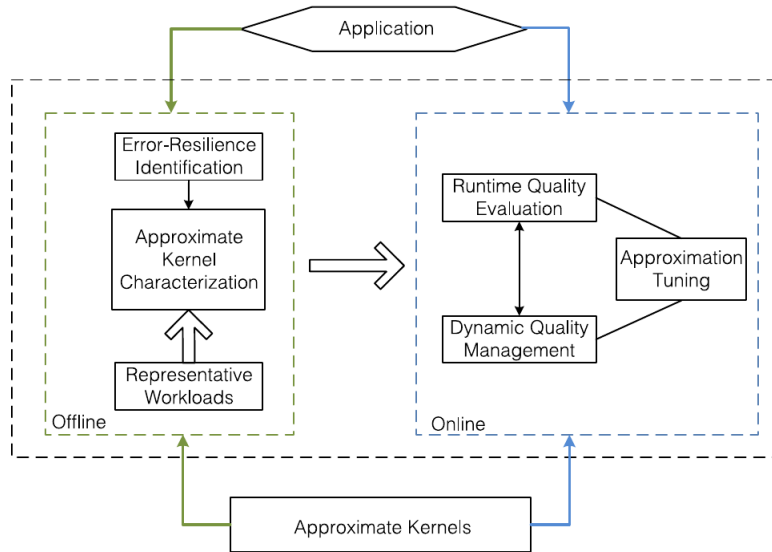 Application
Error-Resilience
Identification
Approximate
Kernel
Characterization
Representative
Workloads
Offline
Runtime Quality
Evaluation
Approximation
Tuning
Dynamic Quality
Management
Online
Approximate Kernels